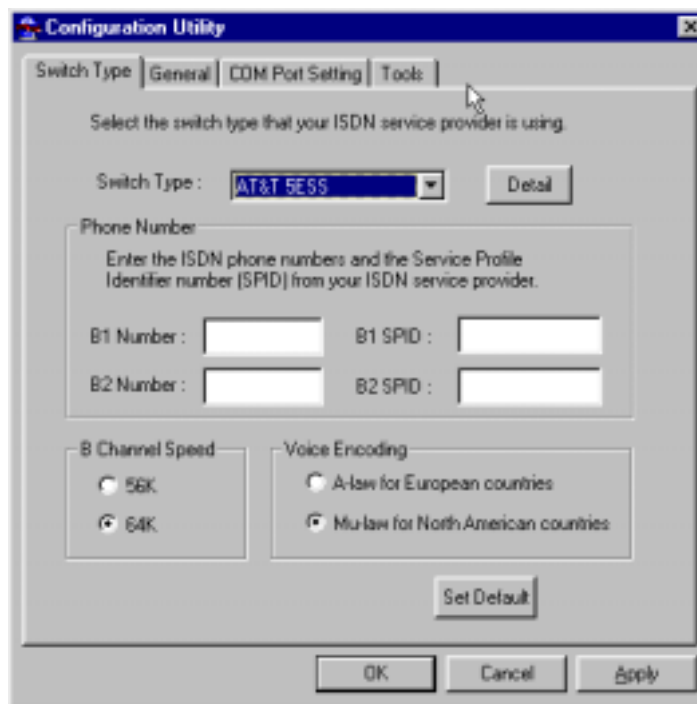 Configuration Utility
Switch Type General COM Port Setting Tools
Select the switch type that your ISDN service provider is using.
Switch Type : AT&T 5ESS Detail
Phone Number
Enter the ISDN phone numbers and the Service Profile
Identifier number (SPID) from your ISDN service provider.
B1 Number : B1 SPID :
B2 Number : B2 SPID :
B Channel Speed Voice Encoding
56K A-law for European countries
64K Mu-law for North American countries
Set Default
OK Cancel Apply